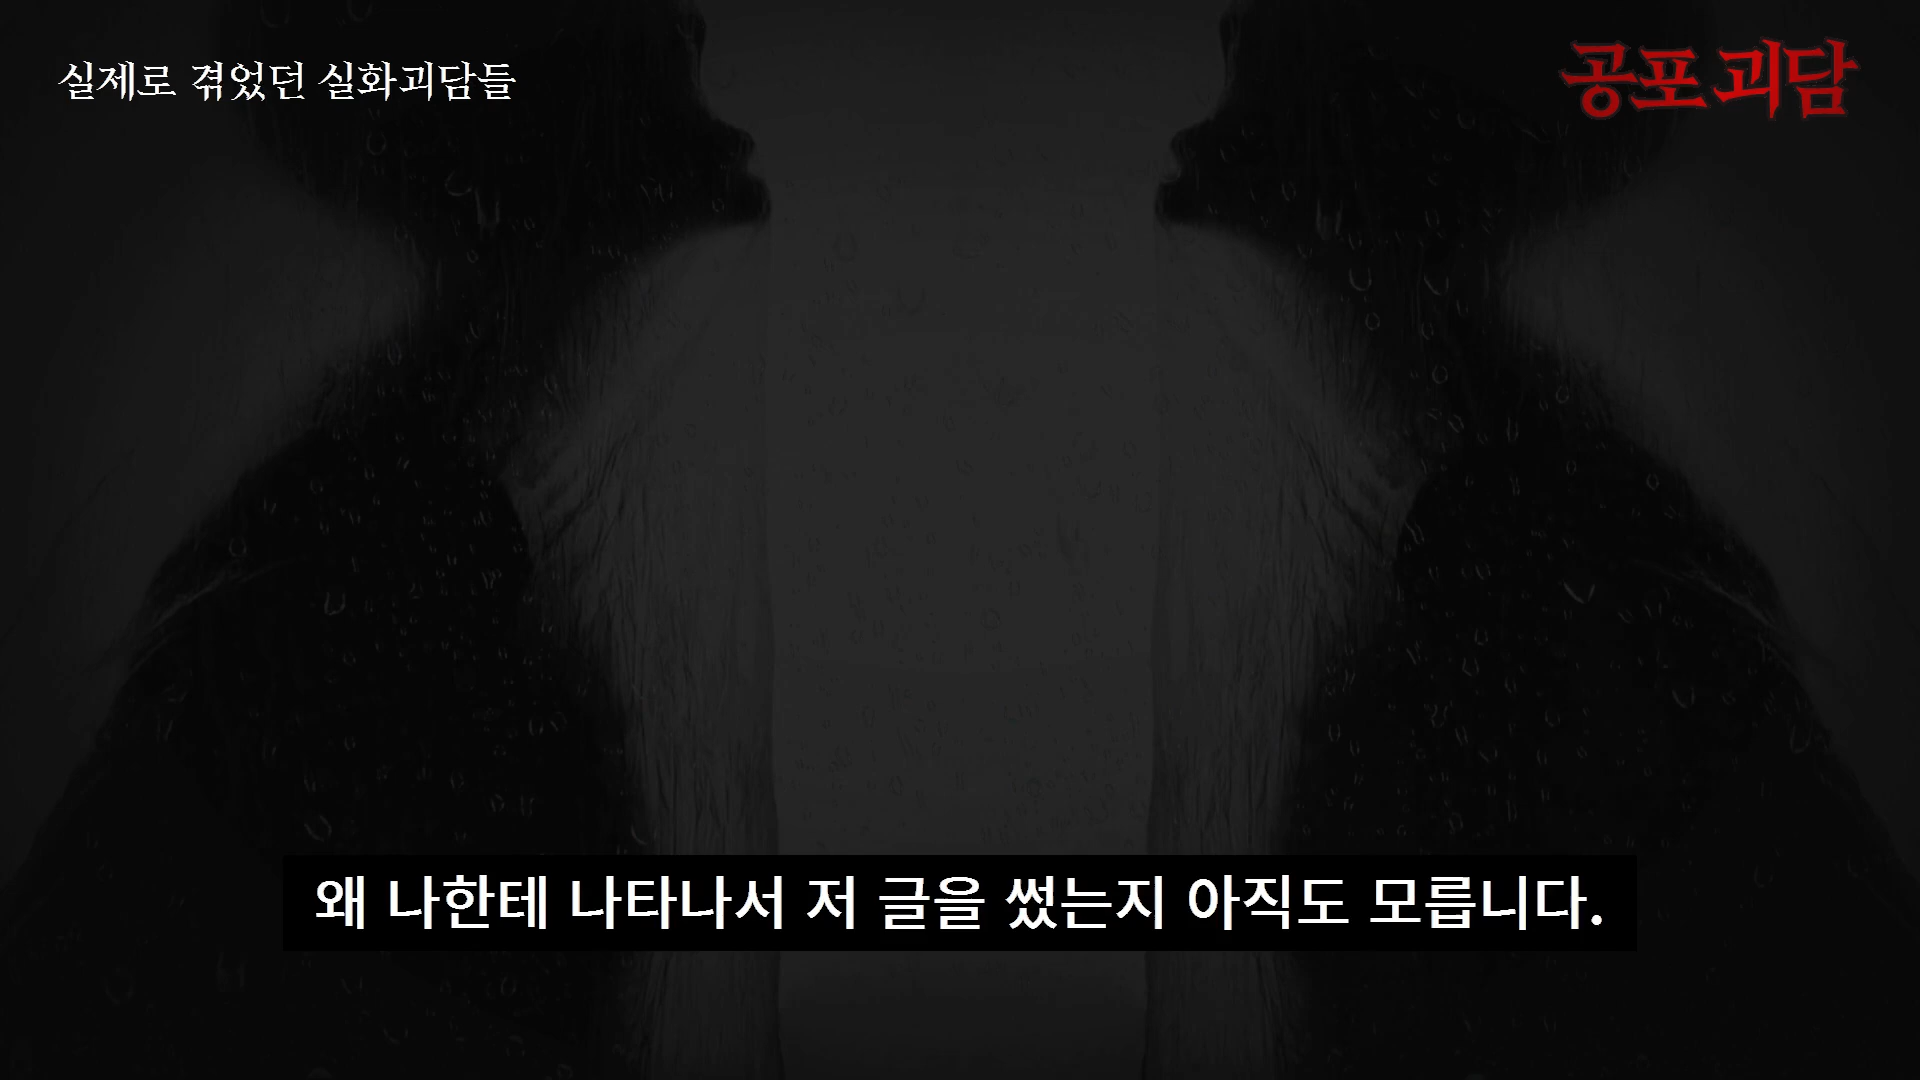 실제로 겪었던 실화괴담들
공포괴담
왜 나한테 나타나서 저 글을 썼는지 아직도 모릅니다.